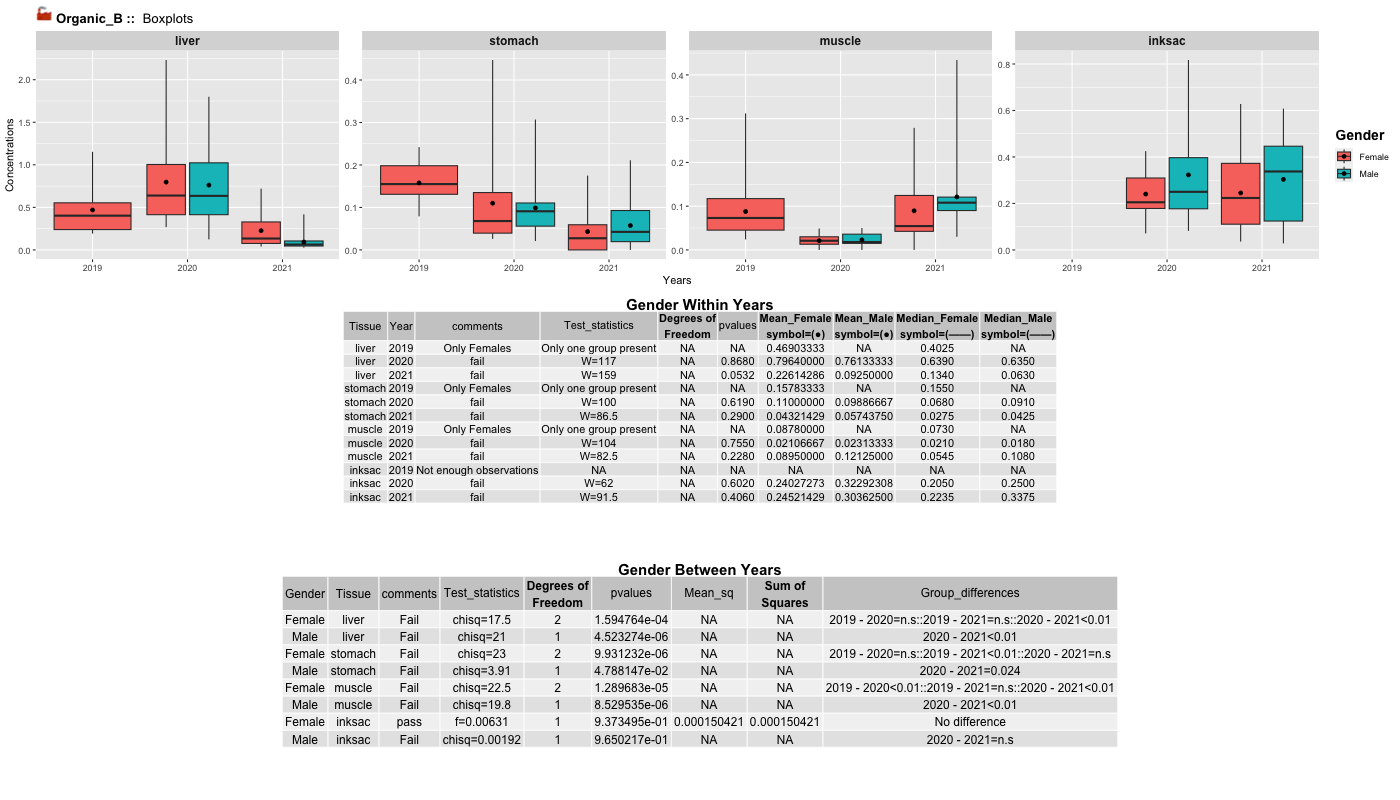 Organic_B :: Boxplots
liver stomach muscle inksac
Concentrations
2.0
1.5
1.0
0.5
0.0
2019 2020 2021
0.4
0.3
0.2
0.1
0.0
2019 2020 2021
0.4
0.3
0.2
0.1
0.0
2019 2020 2021
0.8
0.6
0.4
0.2
0.0
2019 2020 2021
Years
Gender
Female
Male
Gender Within Years
Tissue Year comments Test_statistics Degrees of Freedom pvalues Mean_Female symbol=(●) Mean_Male symbol=(●) Median_Female symbol=(——) Median_Male symbol=(——)
liver 2019 Only Females Only one group present NA NA 0.46903333 NA 0.4025 NA
liver 2020 fail W=117 NA 0.8680 0.79640000 0.76133333 0.6390 0.6350
liver 2021 fail W=159 NA 0.0532 0.22614286 0.09250000 0.1340 0.0630
stomach 2019 Only Females Only one group present NA NA 0.15783333 NA 0.1550 NA
stomach 2020 fail W=100 NA 0.6190 0.11000000 0.09886667 0.0680 0.0910
stomach 2021 fail W=86.5 NA 0.2900 0.04321429 0.05743750 0.0275 0.0425
muscle 2019 Only Females Only one group present NA NA 0.08780000 NA 0.0730 NA
muscle 2020 fail W=104 NA 0.7550 0.02106667 0.02313333 0.0210 0.0180
muscle 2021 fail W=82.5 NA 0.2280 0.08950000 0.12125000 0.0545 0.1080
inksac 2019 Not enough observations NA NA NA NA NA NA NA
inksac 2020 fail W=62 NA 0.6020 0.24027273 0.32292308 0.2050 0.2500
inksac 2021 fail W=91.5 NA 0.4060 0.24521429 0.30362500 0.2235 0.3375
Gender Between Years
Gender Tissue comments Test_statistics Degrees of Freedom pvalues Mean_sq Sum of Squares Group_differences
Female liver Fail chisq=17.5 2 1.594764e-04 NA NA 2019 - 2020=n.s::2019 - 2021=n.s::2020 - 2021<0.01
Male liver Fail chisq=21 1 4.523274e-06 NA NA 2020 - 2021<0.01
Female stomach Fail chisq=23 2 9.931232e-06 NA NA 2019 - 2020=n.s::2019 - 2021<0.01::2020 - 2021=n.s
Male stomach Fail chisq=3.91 1 4.788147e-02 NA NA 2020 - 2021=0.024
Female muscle Fail chisq=22.5 2 1.289683e-05 NA NA 2019 - 2020<0.01::2019 - 2021=n.s::2020 - 2021<0.01
Male muscle Fail chisq=19.8 1 8.529535e-06 NA NA 2020 - 2021<0.01
Female inksac pass f=0.00631 1 9.373495e-01 0.000150421 0.000150421 No difference
Male inksac Fail chisq=0.00192 1 9.650217e-01 NA NA 2020 - 2021=n.s